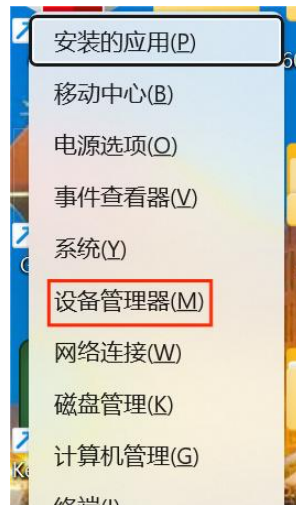 安装的应用(P)
移动中心(B)
电源选项(O)
事件查看器(V)
系统(Y)
设备管理器(M)
网络连接(W)
磁盘管理(K)
计算机管理(G)